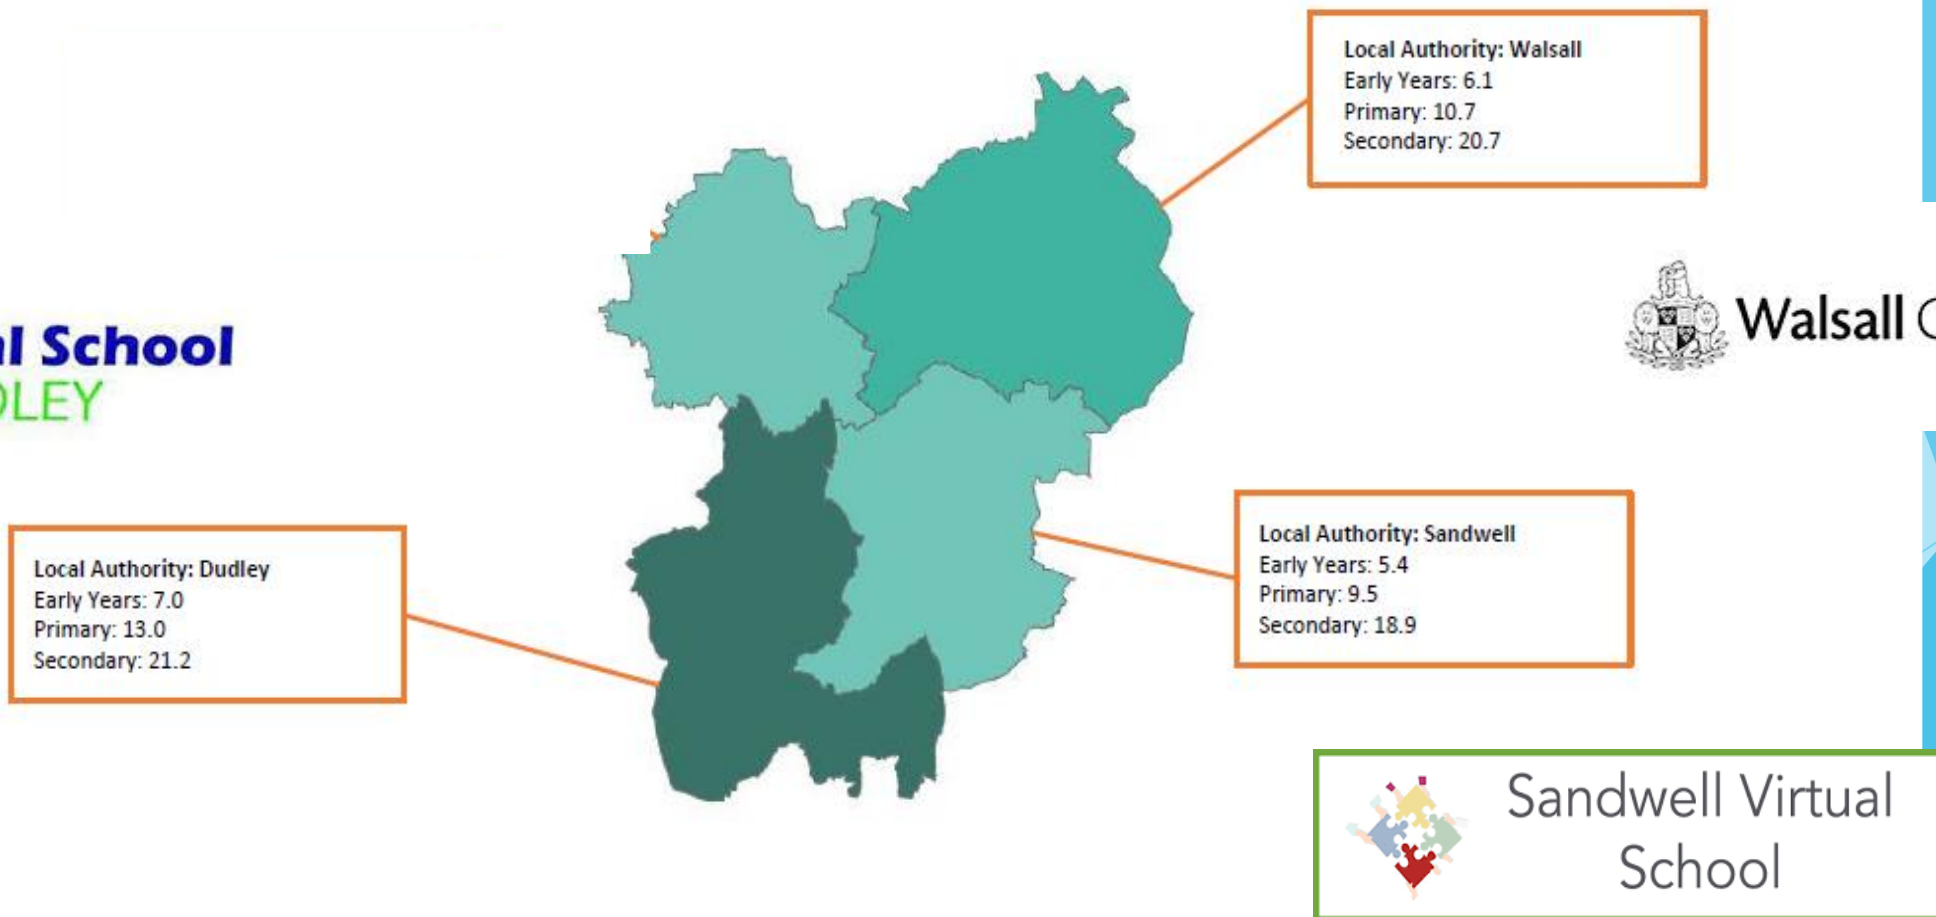 Local Authority: Walsall
Early Years: 6.1
Primary: 10.7
Secondary: 20.7
Walsall
School
Local Authority: Sandwell
Early Years: 5.4
Primary: 9.5
Secondary: 18.9
Local Authority: Dudley
Early Years: 7.0
Primary: 13.0
Secondary: 21.2
Sandwell Virtual
School